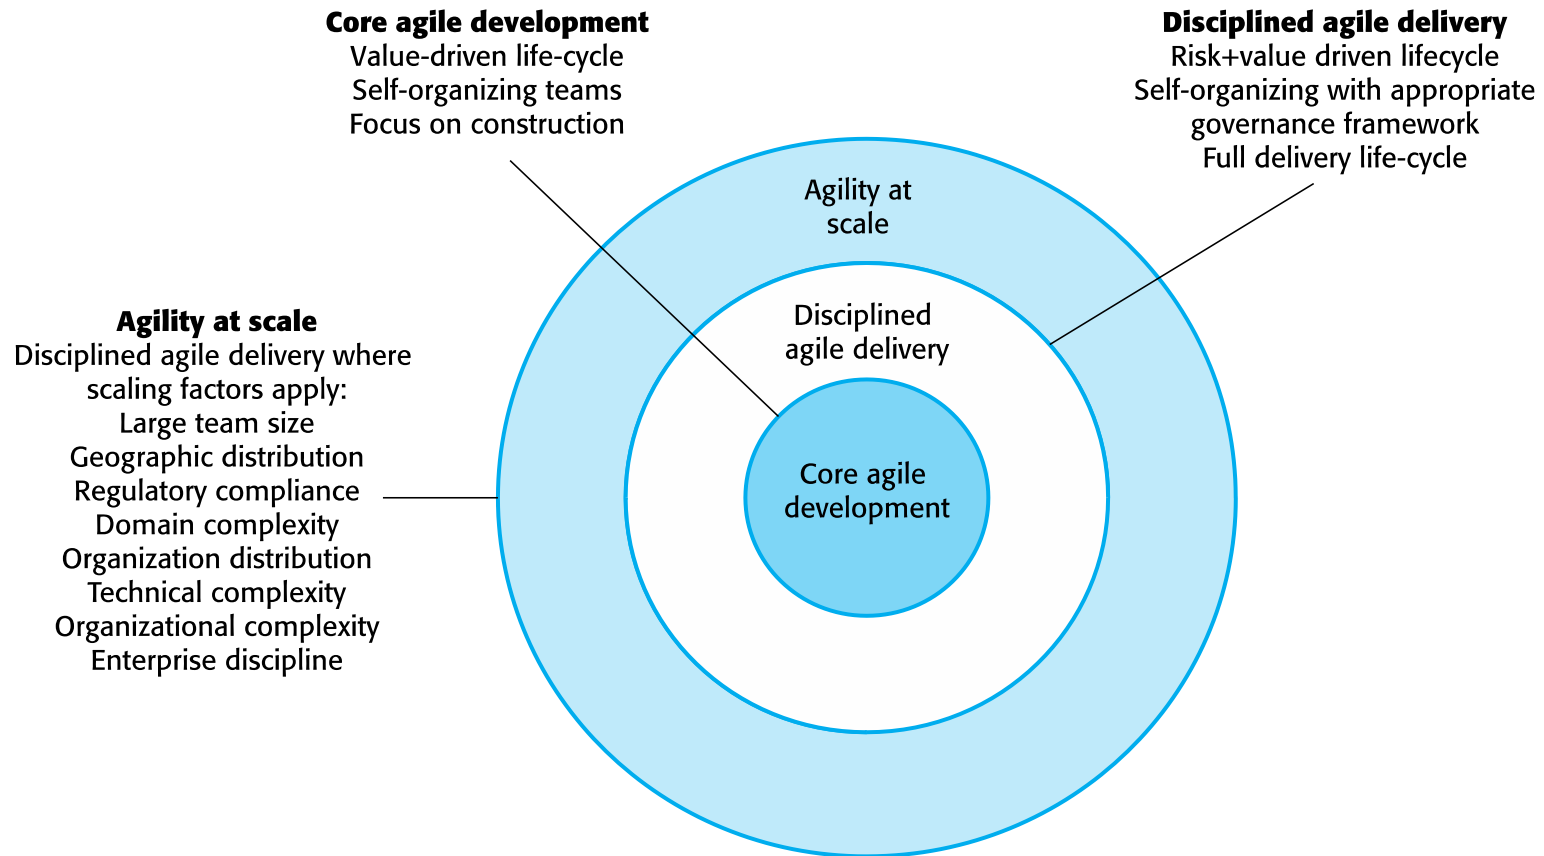 Core agile development
Value-driven life-cycle
Self-organizing teams
Focus on construction
Disciplined agile delivery
Risk+value driven lifecycle
Self-organizing with appropriate
governance framework
Full delivery life-cycle
Agility at
scale
Disciplined
agile delivery
Core agile
development
Agility at scale
Disciplined agile delivery where
scaling factors apply:
Large team size
Geographic distribution
Regulatory compliance
Domain complexity
Organization distribution
Technical complexity
Organizational complexity
Enterprise discipline